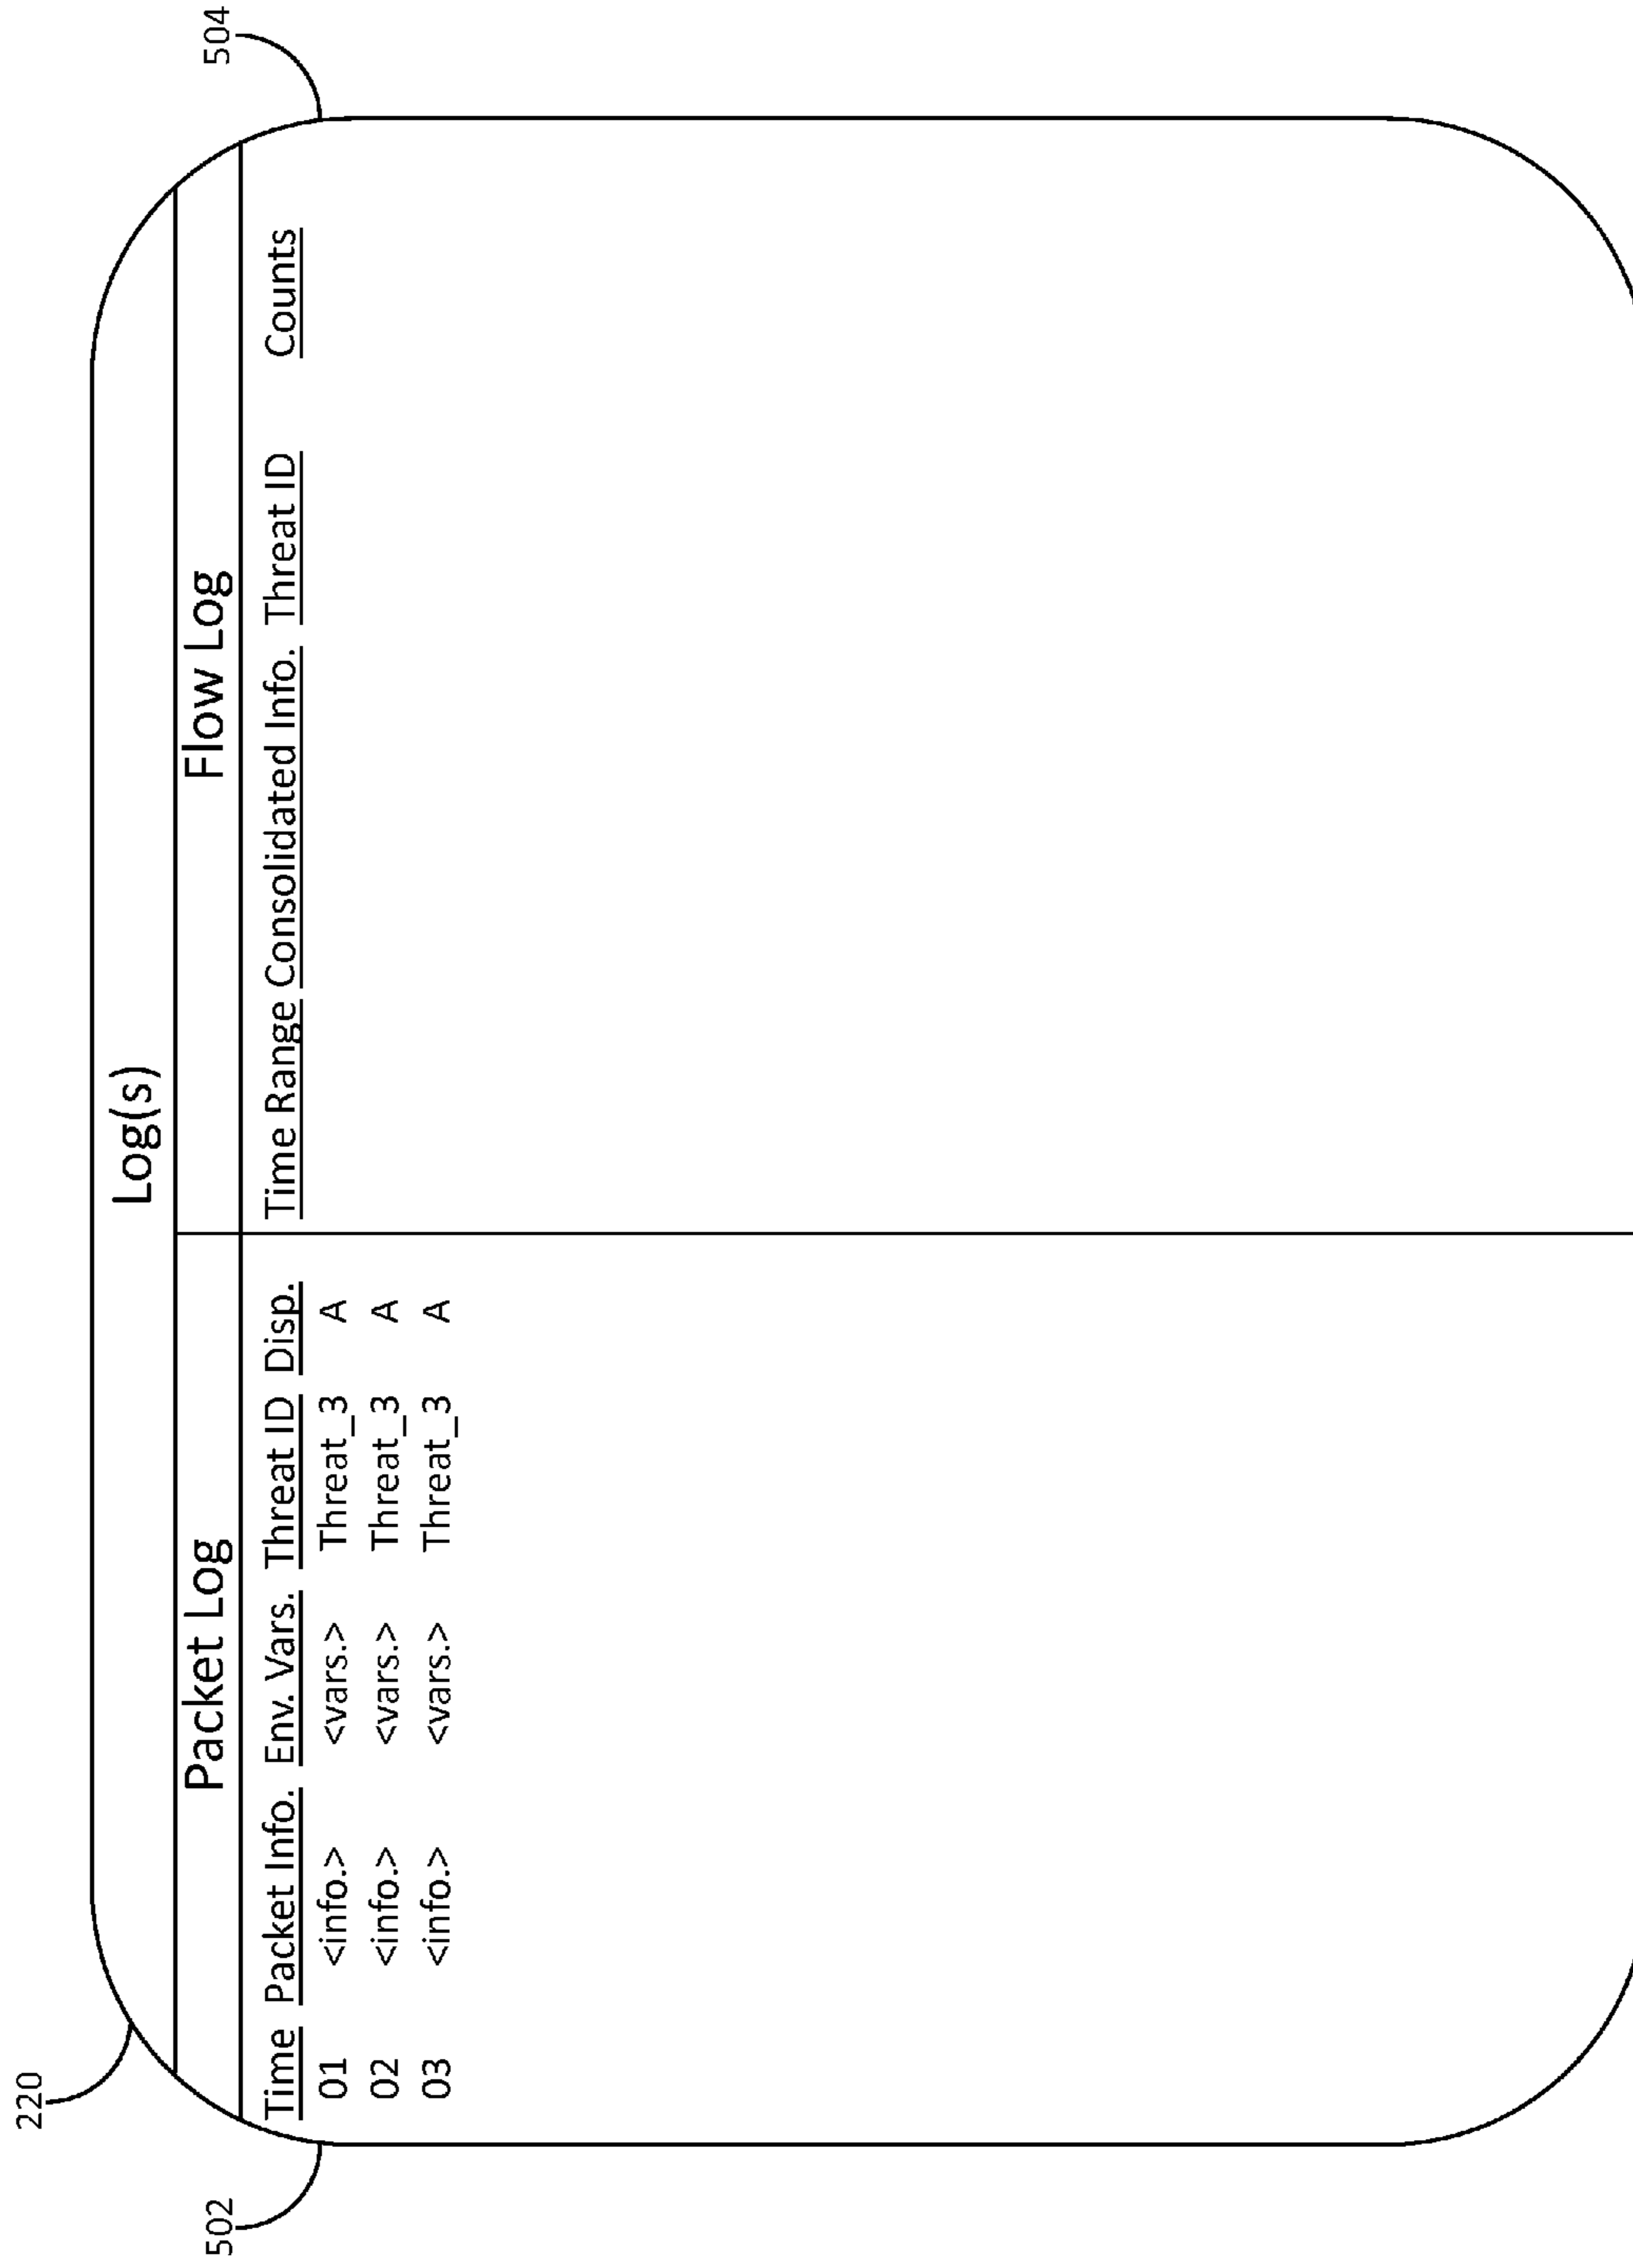 220
Log(s)
502 Packet Log Flow Log 504
Time Packet Info. Env. Vars. Threat ID Disp. Time Range Consolidated Info. Threat ID Counts
01 <info.> <vars.> Threat_3 A
02 <info.> <vars.> Threat_3 A
03 <info.> <vars.> Threat_3 A